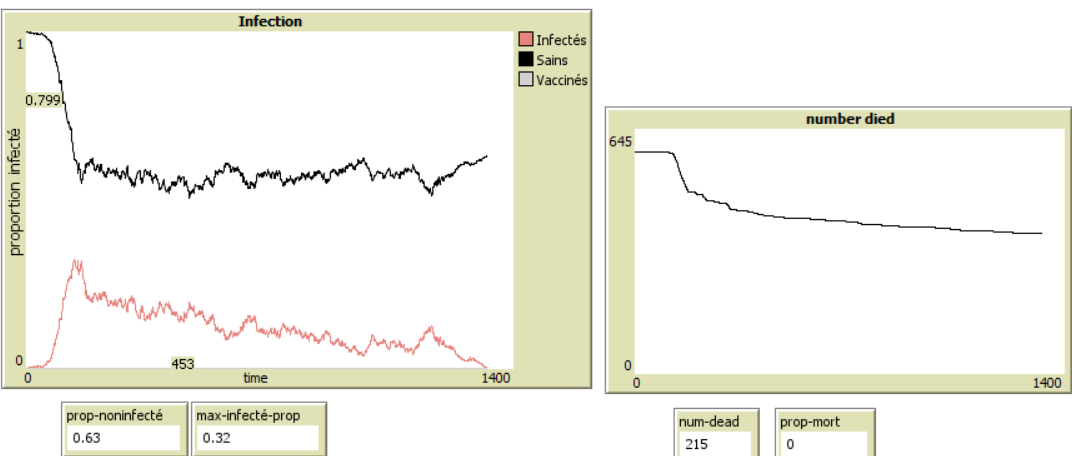 Infection
1
0.799
proportion infecté
0
453
0
time
1400
Infectés
Sains
Vaccinés
prop-noninfecté
0.63
max-infecté-prop
0.32
number died
645
0
0
1400
num-dead
215
prop-mort
0